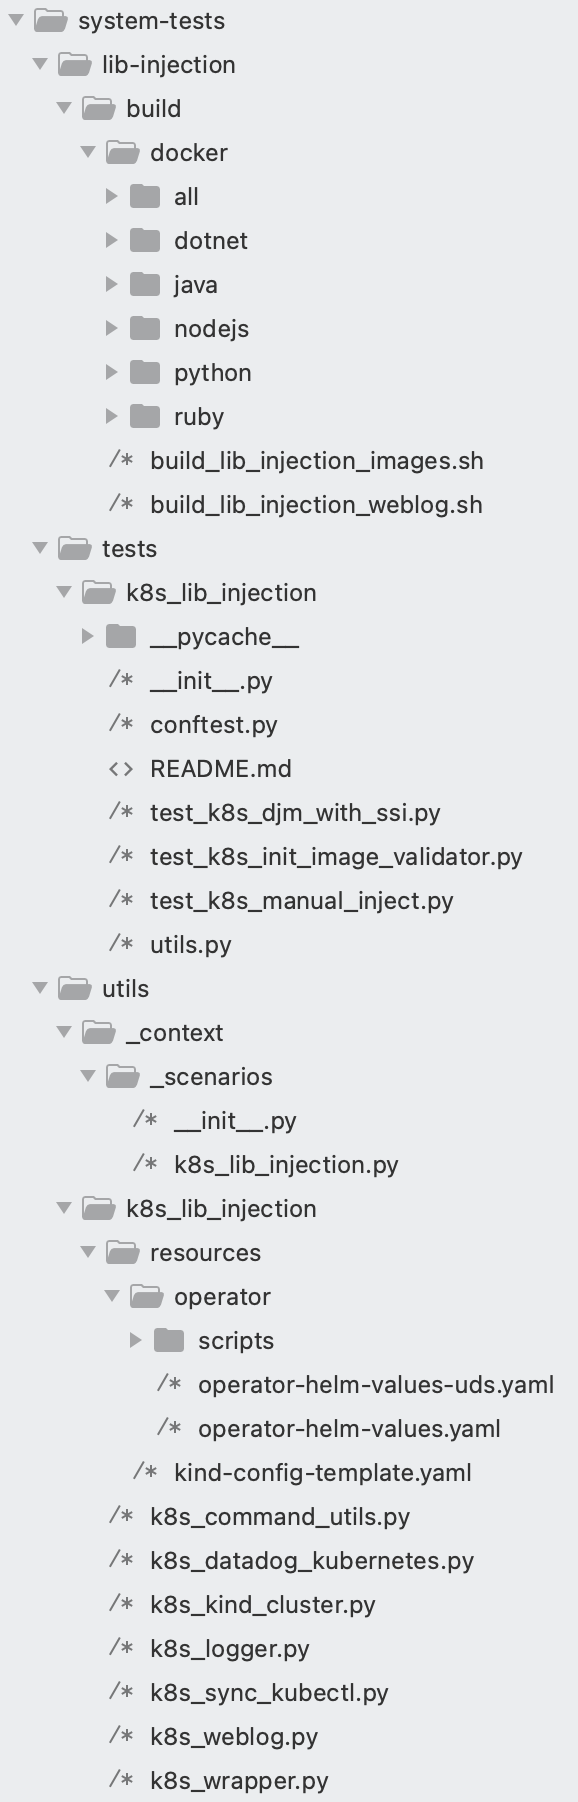 system-tests
lib-injection
build
docker
all
dotnet
java
nodejs
python
ruby
/* build_lib_injection_images.sh
/* build_lib_injection_weblog.sh
tests
k8s_lib_injection
__pycache__
/* __init__.py
/* conftest.py
<> README.md
/* test_k8s_djm_with_ssi.py
/* test_k8s_init_image_validator.py
/* test_k8s_manual_inject.py
/* utils.py
utils
_context
_scenarios
/* __init__.py
/* k8s_lib_injection.py
k8s_lib_injection
resources
operator
scripts
/* operator-helm-values-uds.yaml
/* operator-helm-values.yaml
/* kind-config-template.yaml
/* k8s_command_utils.py
/* k8s_datadog_kubernetes.py
/* k8s_kind_cluster.py
/* k8s_logger.py
/* k8s_sync_kubectl.py
/* k8s_weblog.py
/* k8s_wrapper.py